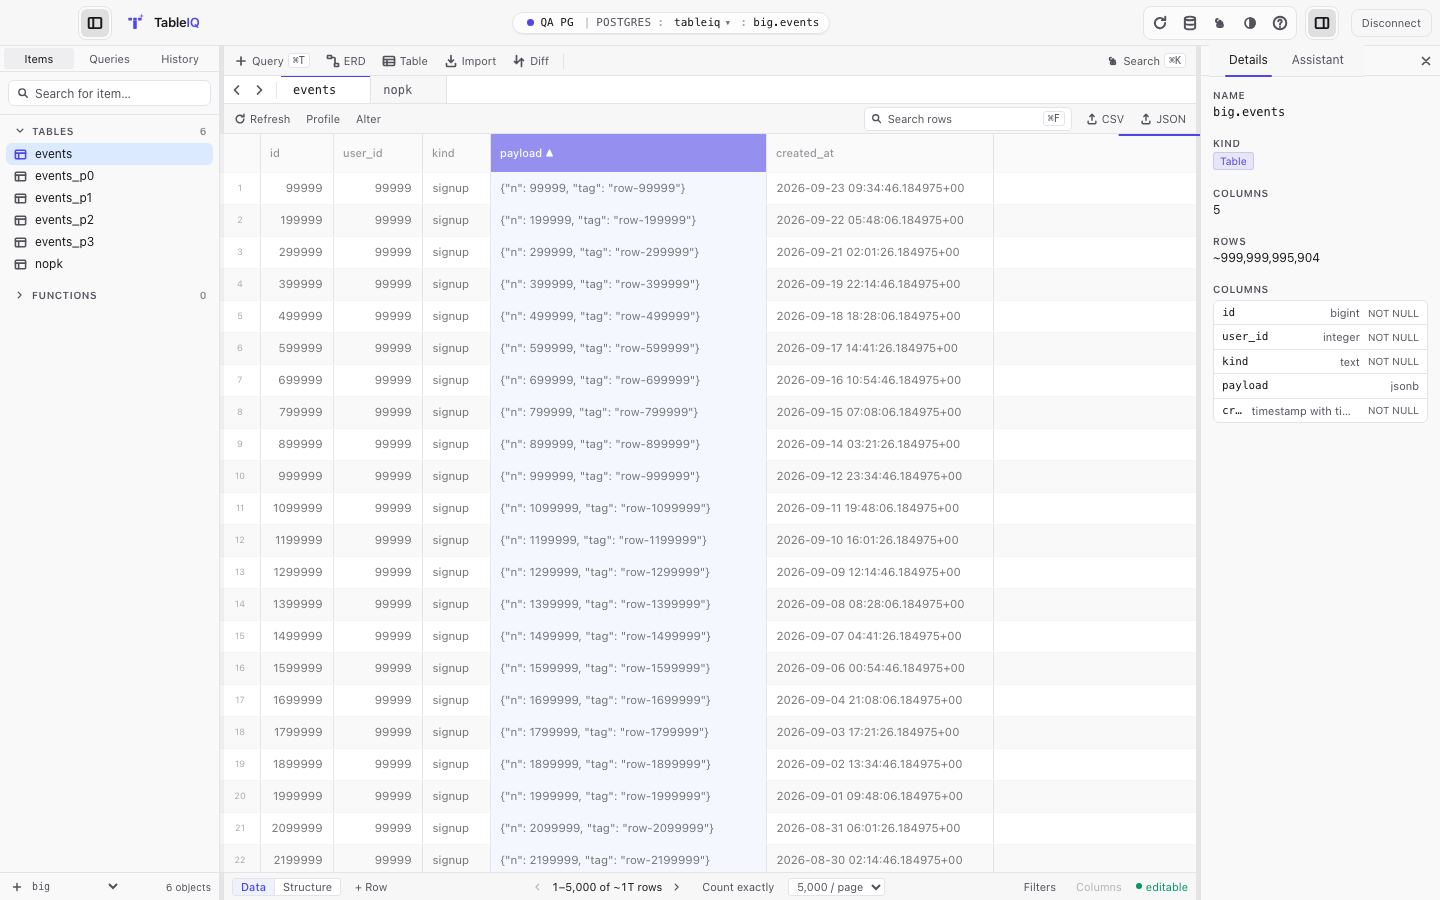 TableIQ
QA PG | POSTGRES : tableiq ▾ : big.events
Disconnect
Items Queries History
Search for item...
TABLES 6
events
events_p0
events_p1
events_p2
events_p3
nopk
FUNCTIONS 0
+ big
6 objects
Query ⌘T ERD Table Import Diff
Search ⌘K
events nopk
Refresh Profile Alter
Search rows ⌘F
CSV JSON
id user_id kind payload ▲ created_at
1 99999 99999 signup {"n": 99999, "tag": "row-99999"} 2026-09-23 09:34:46.184975+00
2 199999 99999 signup {"n": 199999, "tag": "row-199999"} 2026-09-22 05:48:06.184975+00
3 299999 99999 signup {"n": 299999, "tag": "row-299999"} 2026-09-21 02:01:26.184975+00
4 399999 99999 signup {"n": 399999, "tag": "row-399999"} 2026-09-19 22:14:46.184975+00
5 499999 99999 signup {"n": 499999, "tag": "row-499999"} 2026-09-18 18:28:06.184975+00
6 599999 99999 signup {"n": 599999, "tag": "row-599999"} 2026-09-17 14:41:26.184975+00
7 699999 99999 signup {"n": 699999, "tag": "row-699999"} 2026-09-16 10:54:46.184975+00
8 799999 99999 signup {"n": 799999, "tag": "row-799999"} 2026-09-15 07:08:06.184975+00
9 899999 99999 signup {"n": 899999, "tag": "row-899999"} 2026-09-14 03:21:26.184975+00
10 999999 99999 signup {"n": 999999, "tag": "row-999999"} 2026-09-12 23:34:46.184975+00
11 1099999 99999 signup {"n": 1099999, "tag": "row-1099999"} 2026-09-11 19:48:06.184975+00
12 1199999 99999 signup {"n": 1199999, "tag": "row-1199999"} 2026-09-10 16:01:26.184975+00
13 1299999 99999 signup {"n": 1299999, "tag": "row-1299999"} 2026-09-09 12:14:46.184975+00
14 1399999 99999 signup {"n": 1399999, "tag": "row-1399999"} 2026-09-08 08:28:06.184975+00
15 1499999 99999 signup {"n": 1499999, "tag": "row-1499999"} 2026-09-07 04:41:26.184975+00
16 1599999 99999 signup {"n": 1599999, "tag": "row-1599999"} 2026-09-06 00:54:46.184975+00
17 1699999 99999 signup {"n": 1699999, "tag": "row-1699999"} 2026-09-04 21:08:06.184975+00
18 1799999 99999 signup {"n": 1799999, "tag": "row-1799999"} 2026-09-03 17:21:26.184975+00
19 1899999 99999 signup {"n": 1899999, "tag": "row-1899999"} 2026-09-02 13:34:46.184975+00
20 1999999 99999 signup {"n": 1999999, "tag": "row-1999999"} 2026-09-01 09:48:06.184975+00
21 2099999 99999 signup {"n": 2099999, "tag": "row-2099999"} 2026-08-31 06:01:26.184975+00
22 2199999 99999 signup {"n": 2199999, "tag": "row-2199999"} 2026-08-30 02:14:46.184975+00
Data Structure + Row
1–5,000 of ~1T rows
Count exactly
5,000 / page
Filters Columns editable
Details Assistant
NAME
big.events
KIND
Table
COLUMNS
5
ROWS
~999,999,995,904
COLUMNS
id bigint NOT NULL
user_id integer NOT NULL
kind text NOT NULL
payload jsonb
cr... timestamp with ti... NOT NULL